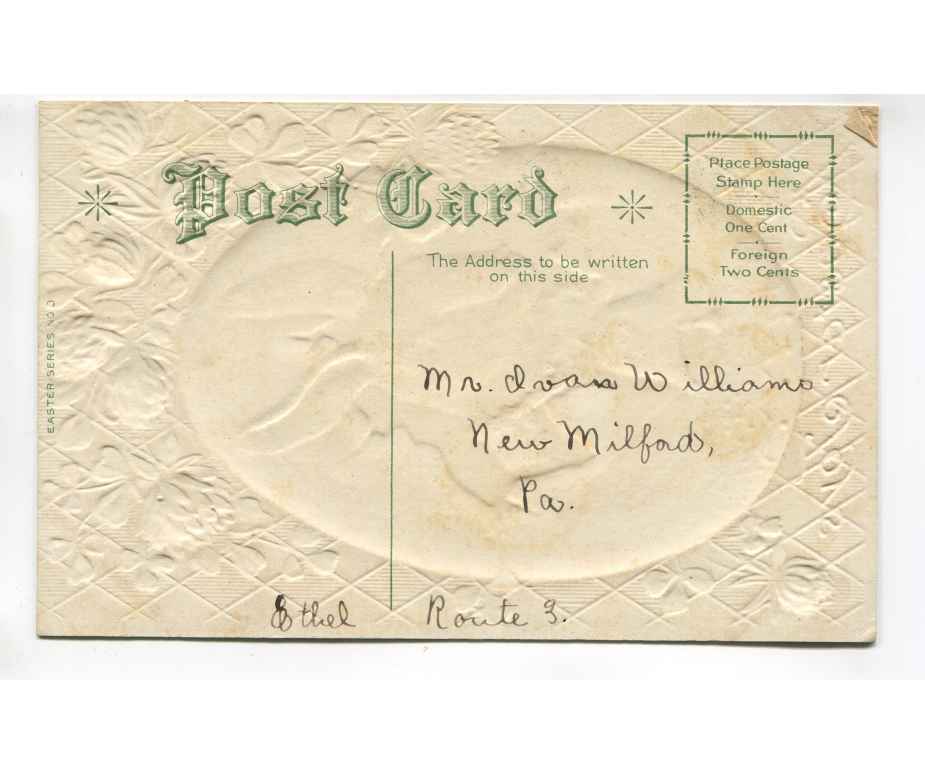 Post Card
Place Postage
Stamp Here
Domestic
One Cent
Foreign
Two Cents
The Address to be written
on this side
EASTER SERIES NO 3
Mr. Ivan Williams
New Milford,
Pa.
Ethel
Route 3.